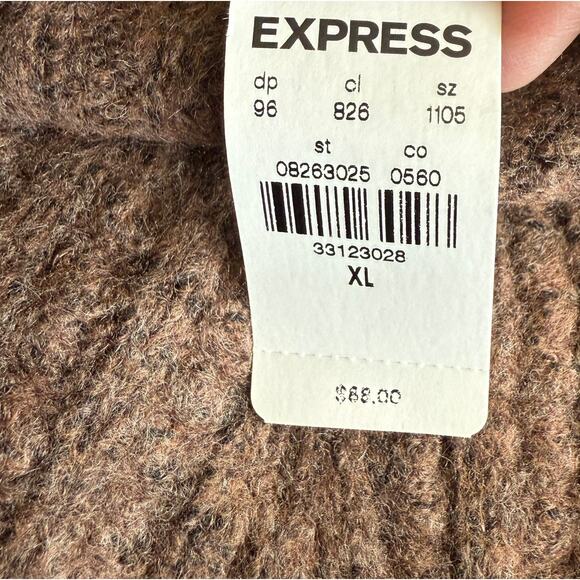 EXPRESS
dp cl sz
96 826 1105
st co
08263025 0560
33123028
XL
$68.00